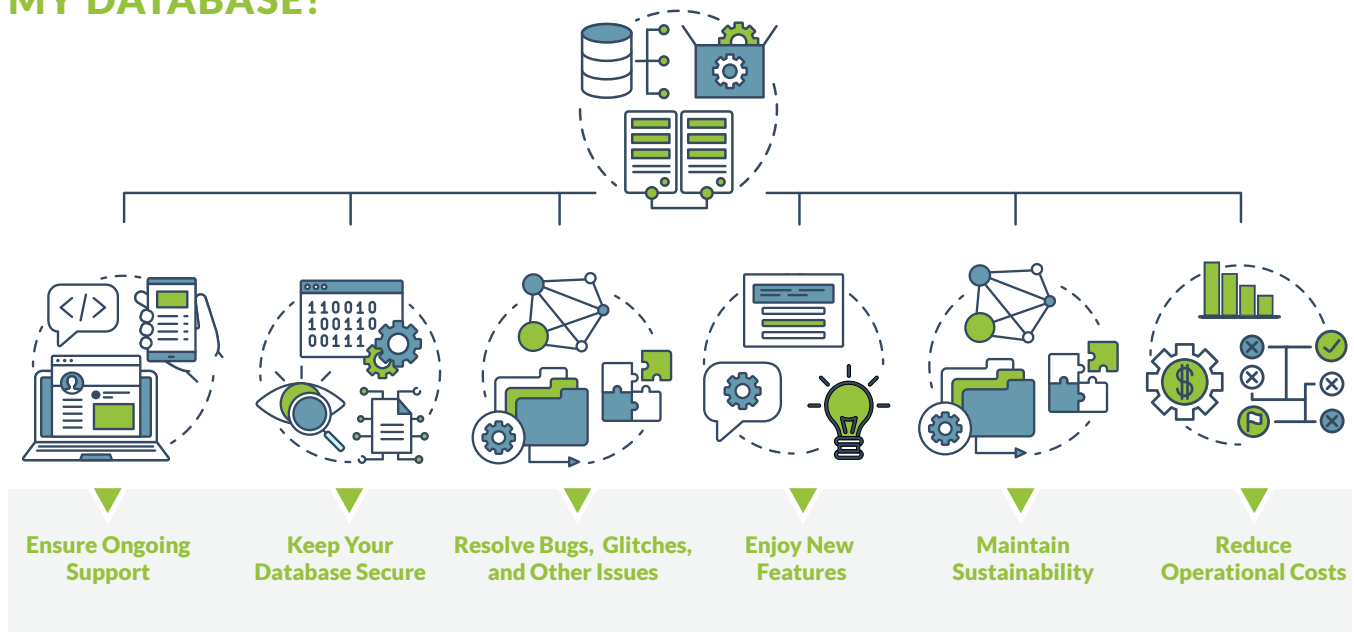 MY DATABASE?
</>
110010
100110
00111
$
Ensure Ongoing
Support
Keep Your
Database Secure
Resolve Bugs, Glitches,
and Other Issues
Enjoy New
Features
Maintain
Sustainability
Reduce
Operational Costs